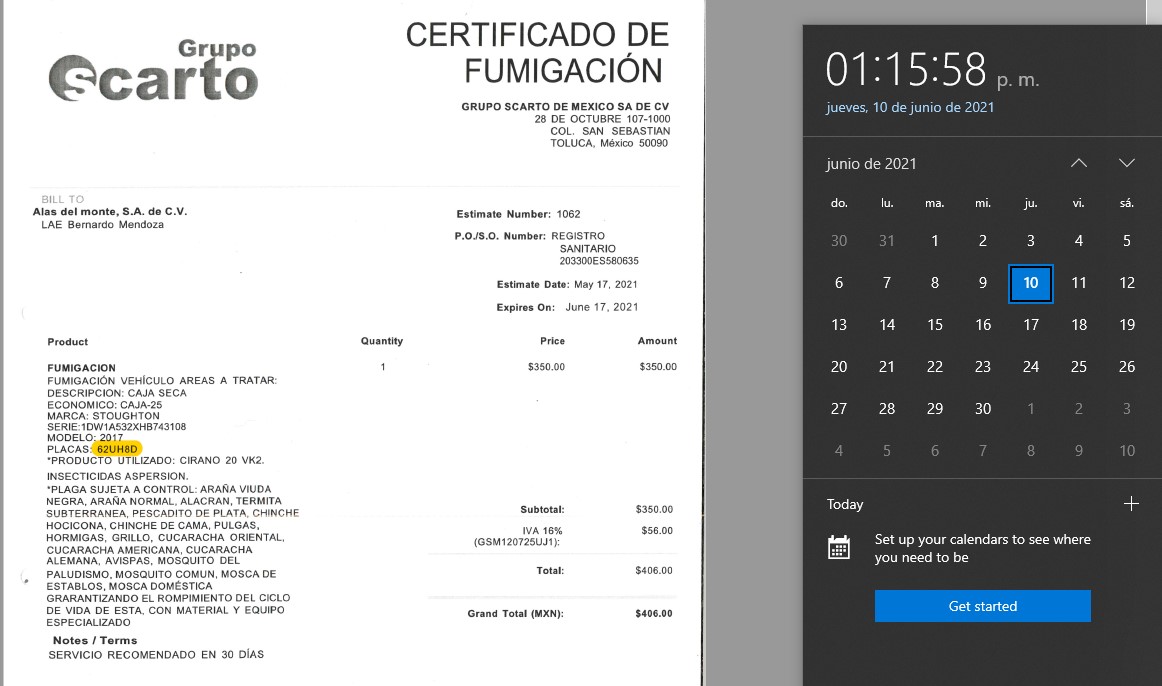 Grupo
Scarto
CERTIFICADO DE
FUMIGACIÓN
GRUPO SCARTO DE MEXICO SA DE CV
28 DE OCTUBRE 107-1000
COL. SAN SEBASTIAN
TOLUCA, México 50090
BILL TO
Alas del monte, S.A. de C.V.
LAE Bernardo Mendoza
Estimate Number: 1062
P.O./S.O. Number: REGISTRO
SANITARIO
203300ES580635
Estimate Date: May 17, 2021
Expires On: June 17, 2021
Product Quantity Price Amount
FUMIGACION 1 $350.00 $350.00
FUMIGACIÓN VEHÍCULO AREAS A TRATAR:
DESCRIPCION: CAJA SECA
ECONOMICO: CAJA-25
MARCA: STOUGHTON
SERIE:1DW1A532XHB743108
MODELO: 2017
PLACAS: 62UH8D
*PRODUCTO UTILIZADO: CIRANO 20 VK2.
INSECTICIDAS ASPERSION.
*PLAGA SUJETA A CONTROL: ARAÑA VIUDA
NEGRA, ARAÑA NORMAL, ALACRAN, TERMITA
SUBTERRANEA, PESCADITO DE PLATA, CHINCHE
HOCICONA, CHINCHE DE CAMA, PULGAS,
HORMIGAS, GRILLO, CUCARACHA ORIENTAL,
CUCARACHA AMERICANA, CUCARACHA
ALEMANA, AVISPAS, MOSQUITO DEL
PALUDISMO, MOSQUITO COMUN, MOSCA DE
ESTABLOS, MOSCA DOMÉSTICA
GRARANTIZANDO EL ROMPIMIENTO DEL CICLO
DE VIDA DE ESTA, CON MATERIAL Y EQUIPO
ESPECIALIZADO
Subtotal: $350.00
IVA 16% $56.00
(GSM120725UJ1):
Total: $406.00
Grand Total (MXN): $406.00
Notes / Terms
SERVICIO RECOMENDADO EN 30 DÍAS
01:15:58 p. m.
jueves, 10 de junio de 2021
junio de 2021
do. lu. ma. mi. ju. vi. sá.
30 31 1 2 3 4 5
6 7 8 9 10 11 12
13 14 15 16 17 18 19
20 21 22 23 24 25 26
27 28 29 30 1 2 3
4 5 6 7 8 9 10
Today
Set up your calendars to see where
you need to be
Get started